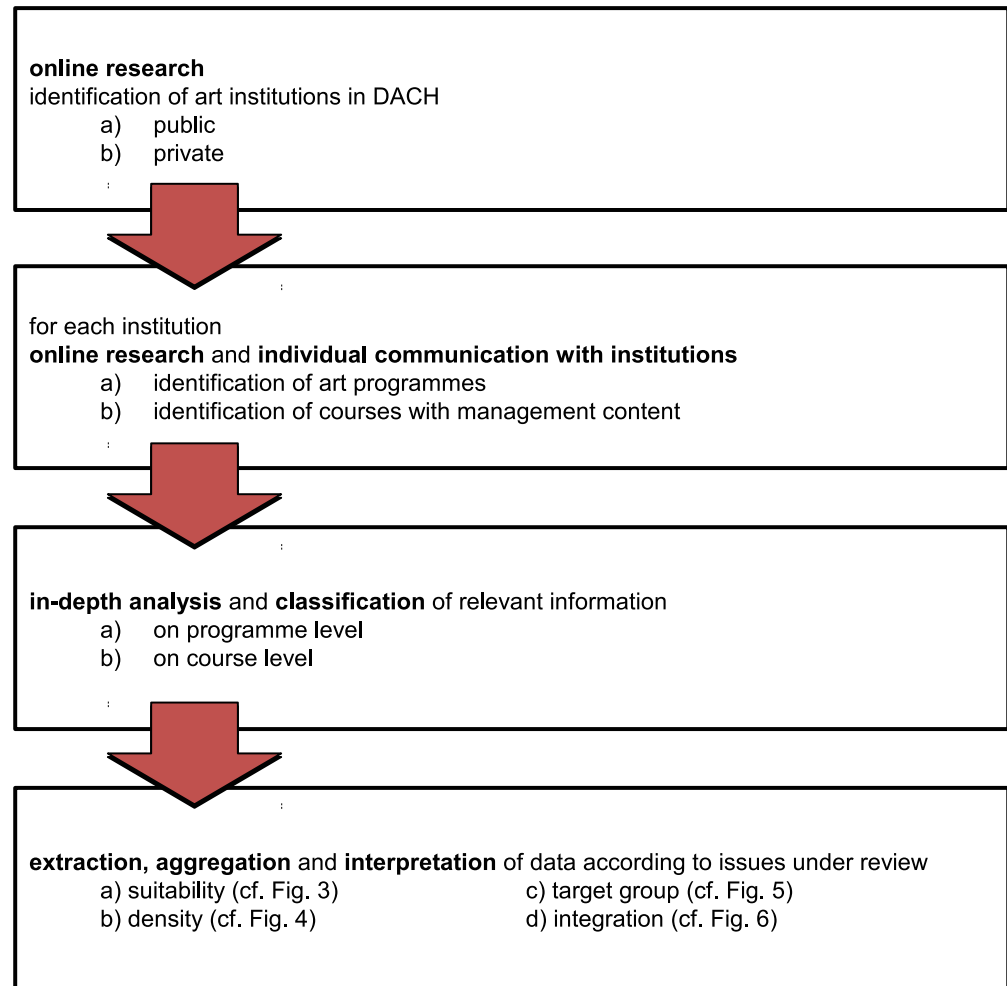 online research
identification of art institutions in DACH
a) public
b) private
for each institution
online research and individual communication with institutions
a) identification of art programmes
b) identification of courses with management content
in-depth analysis and classification of relevant information
a) on programme level
b) on course level
extraction, aggregation and interpretation of data according to issues under review
a) suitability (cf. Fig. 3) c) target group (cf. Fig. 5)
b) density (cf. Fig. 4) d) integration (cf. Fig. 6)